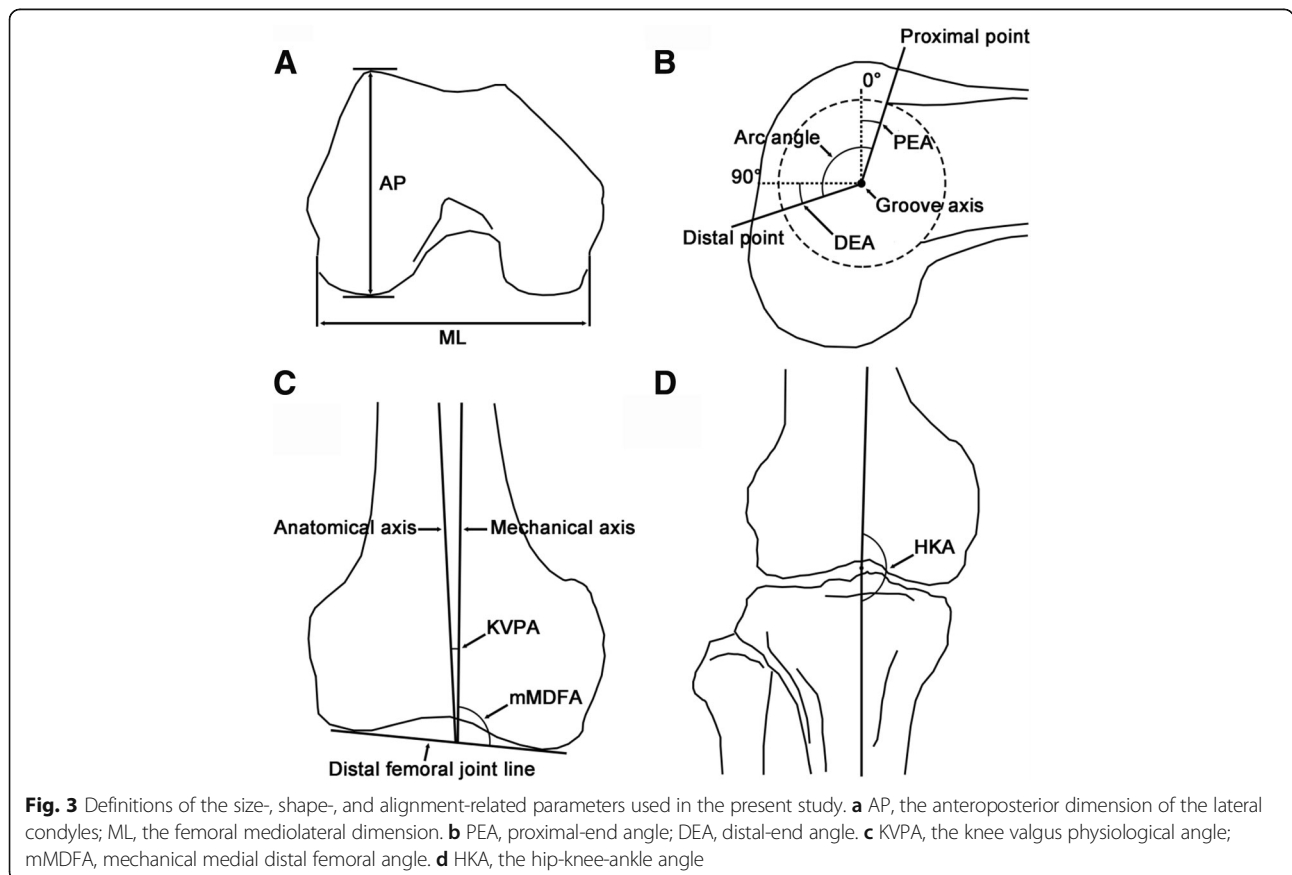 A
AP
ML
B
Proximal point
0°
Arc angle
PEA
90°
Groove axis
Distal point
DEA
C
Anatomical axis
Mechanical axis
KVPA
mMDFA
Distal femoral joint line
D
HKA
Fig. 3 Definitions of the size-, shape-, and alignment-related parameters used in the present study. a AP, the anteroposterior dimension of the lateral
condyles; ML, the femoral mediolateral dimension. b PEA, proximal-end angle; DEA, distal-end angle. c KVPA, the knee valgus physiological angle;
mMDFA, mechanical medial distal femoral angle. d HKA, the hip-knee-ankle angle